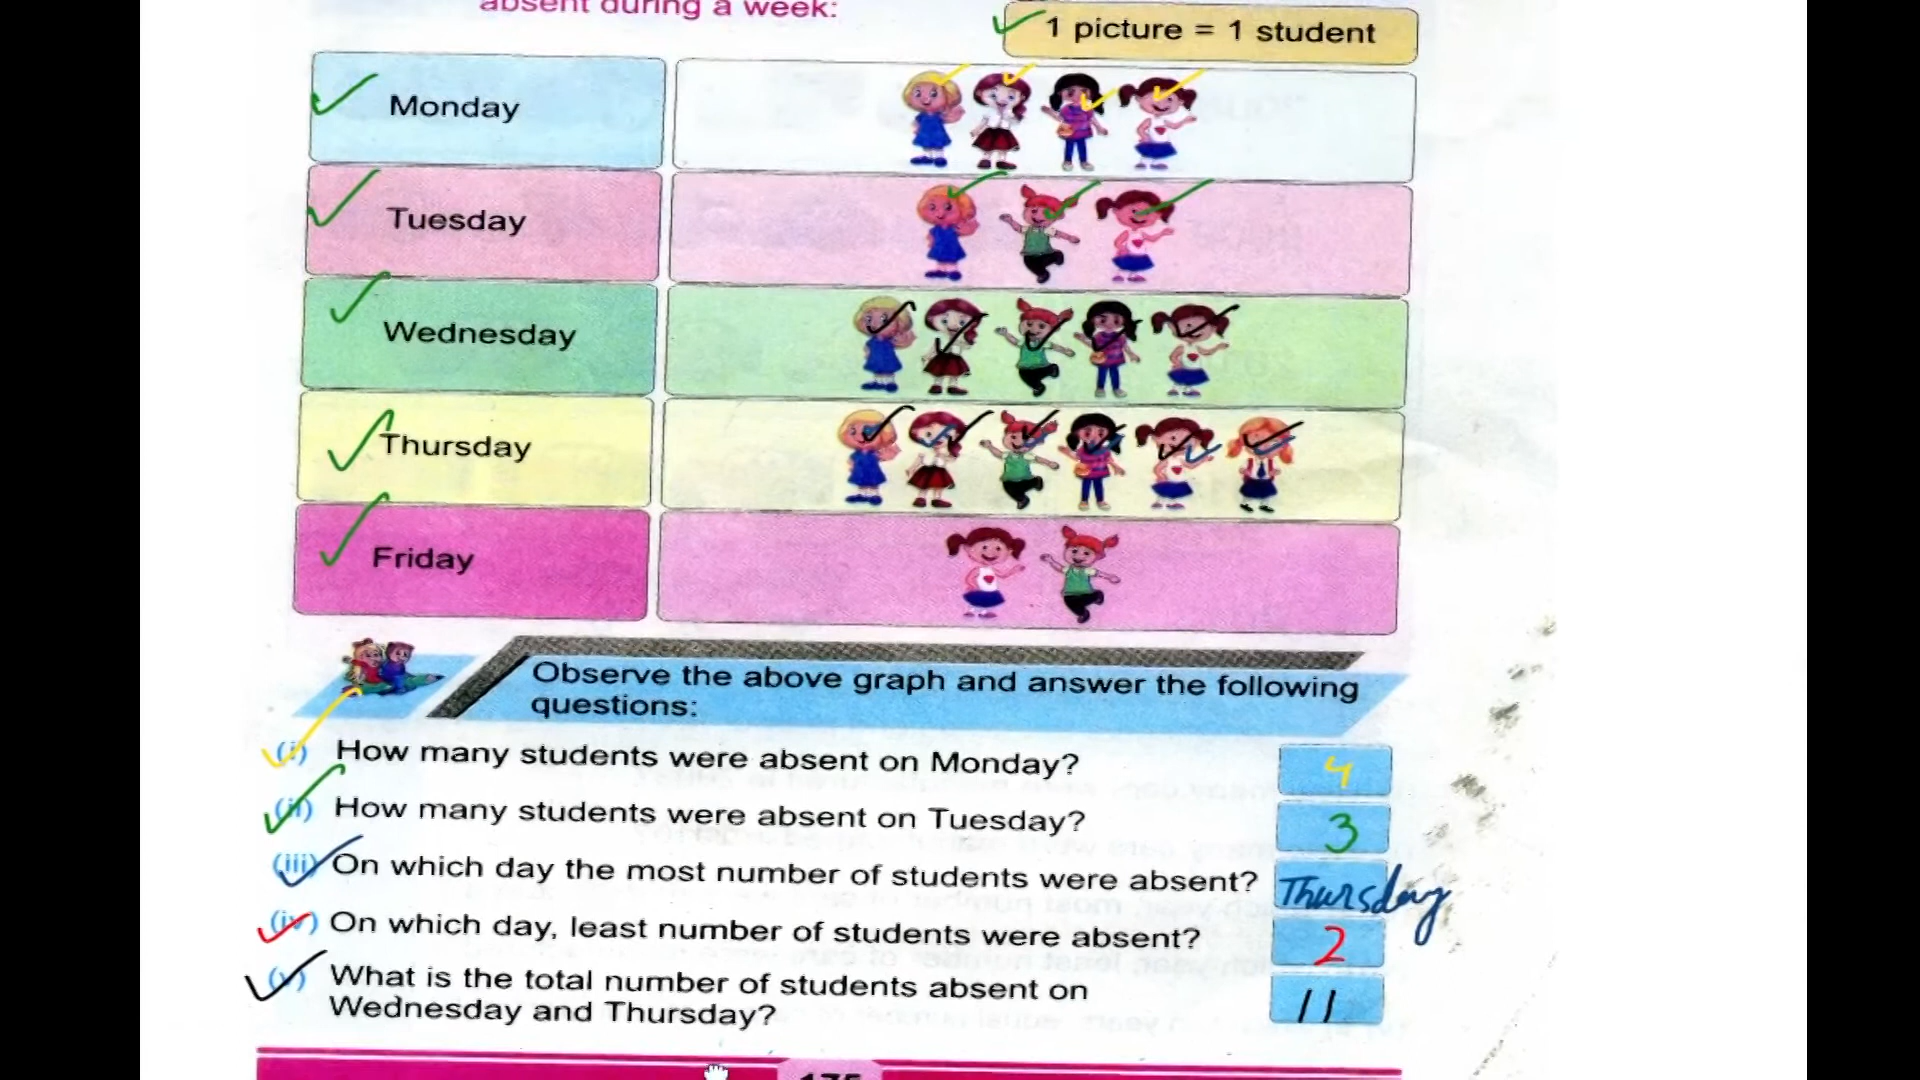 absent during a week:
1 picture = 1 student
Monday
Tuesday
Wednesday
Thursday
Friday
Observe the above graph and answer the following
questions:
(i) How many students were absent on Monday? 4
(ii) How many students were absent on Tuesday? 3
(iii) On which day the most number of students were absent? Thursday
(iv) On which day, least number of students were absent? 2
(v) What is the total number of students absent on
Wednesday and Thursday? 11